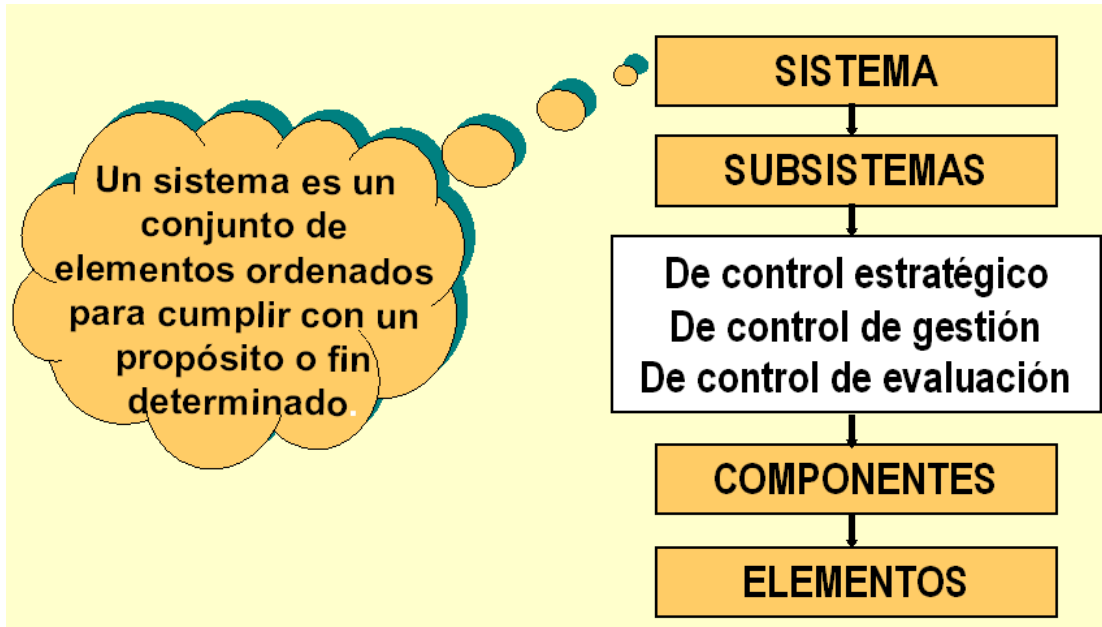 Un sistema es un
conjunto de
elementos ordenados
para cumplir con un
propósito o fin
determinado.
SISTEMA
SUBSISTEMAS
De control estratégico
De control de gestión
De control de evaluación
COMPONENTES
ELEMENTOS